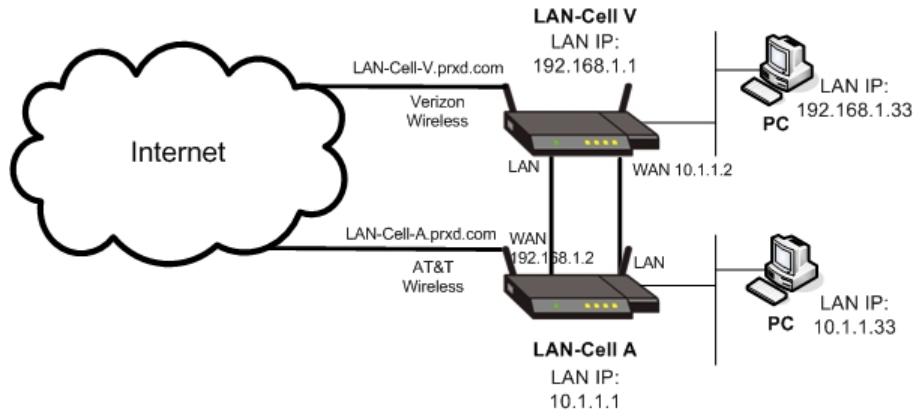 LAN-Cell V
LAN IP:
192.168.1.1
LAN-Cell-V.prxd.com
Verizon
Wireless
LAN IP:
192.168.1.33
PC
Internet
LAN
WAN 10.1.1.2
LAN-Cell-A.prxd.com
AT&T
Wireless
WAN
192.168.1.2
LAN
LAN IP:
10.1.1.33
PC
LAN-Cell A
LAN IP:
10.1.1.1